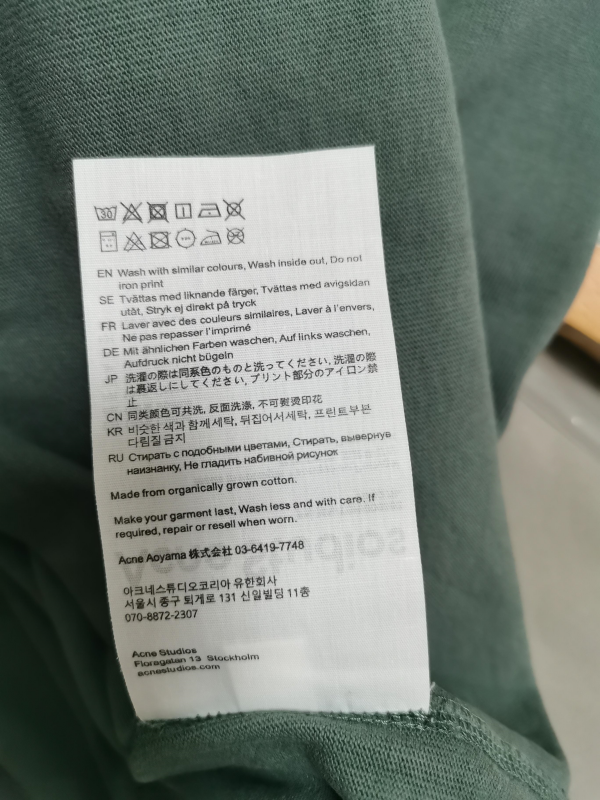 30
EN Wash with similar colours, Wash inside out, Do not
iron print
SE Tvättas med liknande färger, Tvättas med avigsidan
utåt, Stryk ej direkt på tryck
FR Laver avec des couleurs similaires, Laver à l'envers,
Ne pas repasser l'imprimé
DE Mit ähnlichen Farben waschen, Auf links waschen,
Aufdruck nicht bügeln
JP 洗濯の際は同系色のものと洗ってください, 洗濯の際
は裏返しにしてください, プリント部分のアイロン禁
止
CN 同类颜色可共洗, 反面洗涤, 不可熨烫印花
KR 비슷한 색과 함께 세탁, 뒤집어서 세탁, 프린트부분
다림질 금지
RU Стирать с подобными цветами, Стирать, вывернув
наизнанку, Не гладить набивной рисунок
Made from organically grown cotton.
Make your garment last, Wash less and with care. If
required, repair or resell when worn.
Acne Aoyama 株式会社 03-6419-7748
아크네스튜디오코리아 유한회사
서울시 중구 퇴계로 131 신일빌딩 11층
070-8872-2307
Acne Studios
Floragatan 13 Stockholm
acnestudios.com